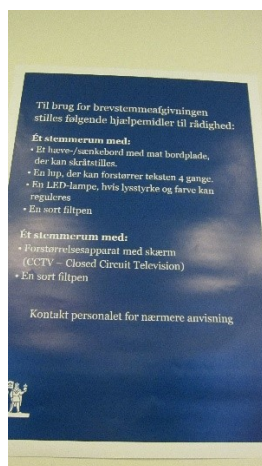 Til brug for brevstemmeafgivningen
stilles følgende hjælpemidler til rådighed:
Ét stemmerum med:
• Et hæve-/sænkebord med mat bordplade,
der kan skråtstilles.
• En lup, der kan forstørrer teksten 4 gange.
• En LED-lampe, hvis lysstyrke og farve kan
reguleres
• En sort filtpen
Ét stemmerum med:
• Forstørrelsesapparat med skærm
(CCTV – Closed Circuit Television)
• En sort filtpen
Kontakt personalet for nærmere anvisning